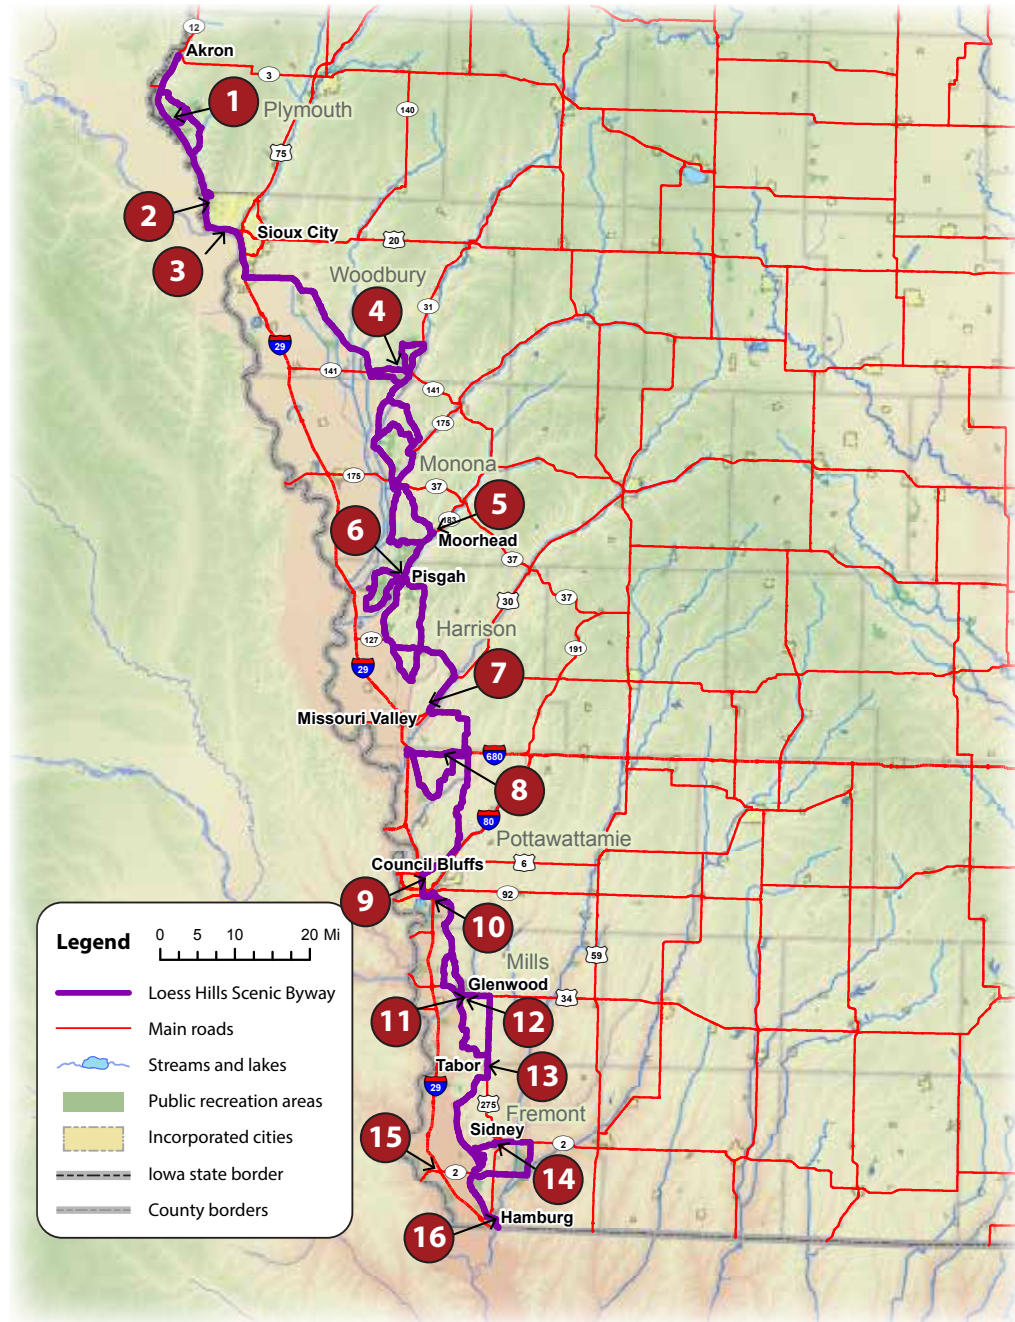 12
Akron
3
1
Plymouth
140
75
2
Sioux City
20
3
Woodbury
4
31
29
141
141
175
Monona
175
37
5
183
6
Moorhead
37
Pisgah
30
37
Harrison
127
191
29
7
Missouri Valley
680
8
80
Pottawattamie
Council Bluffs
6
9
92
10
59
Mills
Glenwood
34
11
12
Tabor
13
29
275
Fremont
Sidney
15
2
2
14
Hamburg
16
Legend
0 5 10 20 Mi
Loess Hills Scenic Byway
Main roads
Streams and lakes
Public recreation areas
Incorporated cities
Iowa state border
County borders